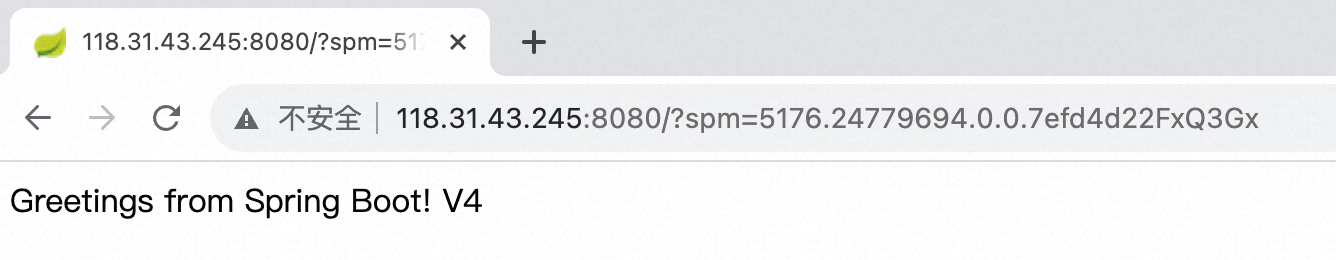 118.31.43.245:8080/?spm=517
不安全 118.31.43.245:8080/?spm=5176.24779694.0.0.7efd4d22FxQ3Gx
Greetings from Spring Boot! V4